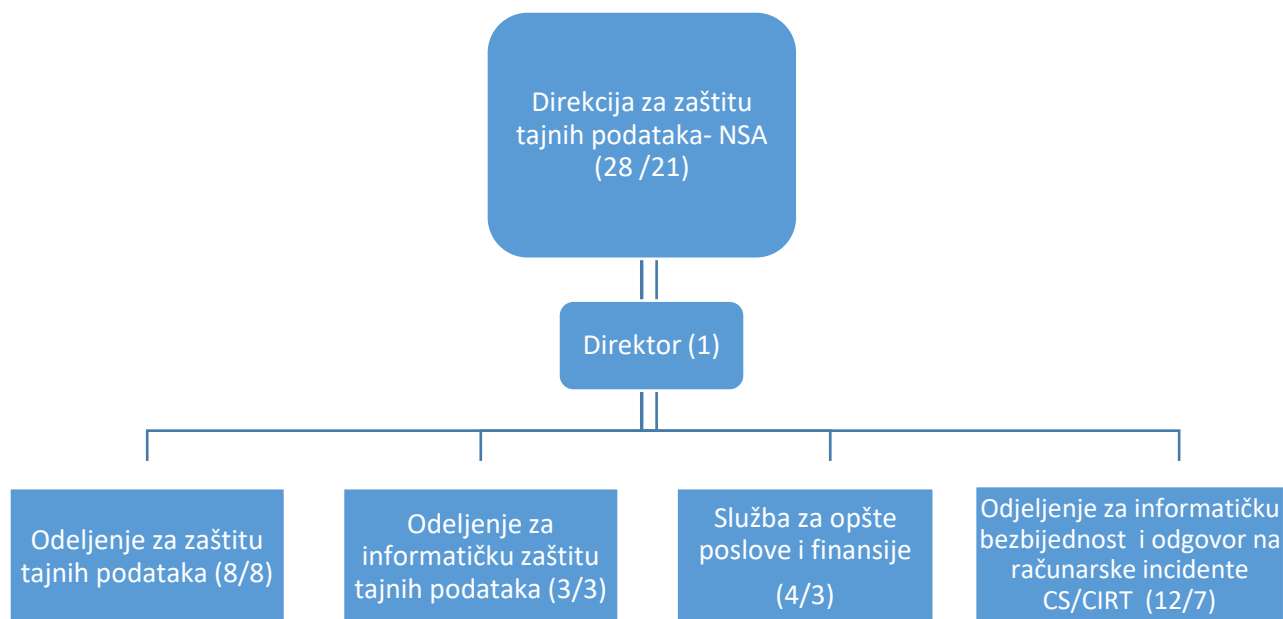 Direkcija za zaštitu
tajnih podataka- NSA
(28 /21)
Direktor (1)
Odeljenje za zaštitu
tajnih podataka (8/8)
Odeljenje za
informatičku zaštitu
tajnih podataka (3/3)
Služba za opšte
poslove i finansije
(4/3)
Odjeljenje za informatičku
bezbijednost i odgovor na
računarske incidente
CS/CIRT (12/7)